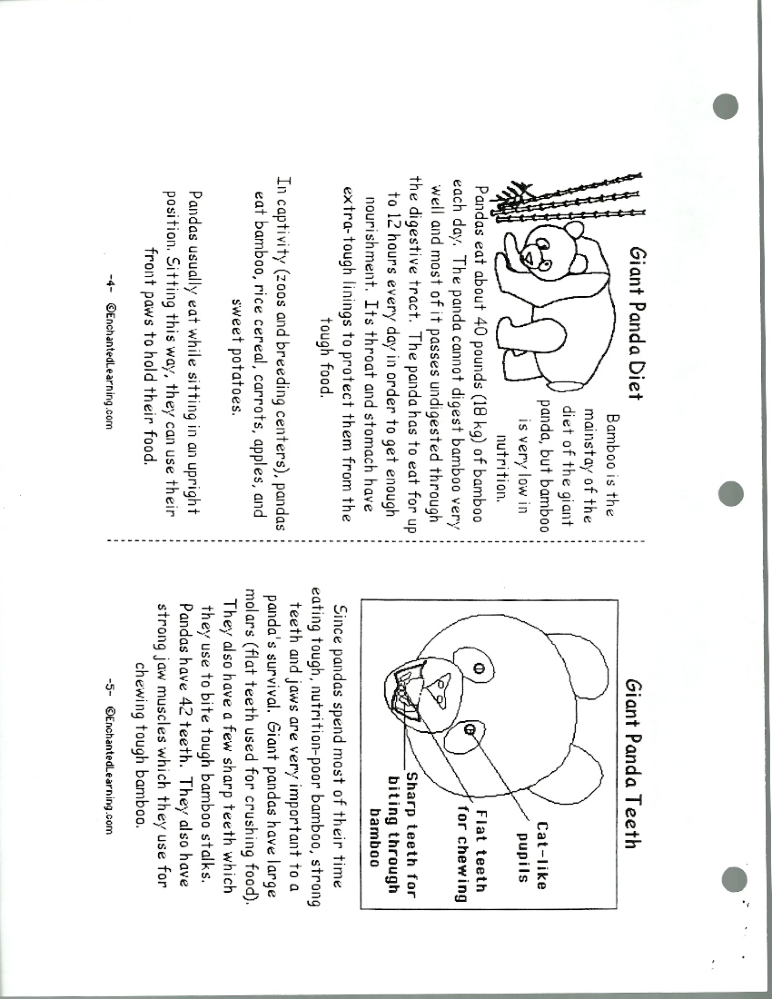 Giant Panda Diet
Bamboo is the
mainstay of the
diet of the giant
panda, but bamboo
is very low in
nutrition.
Pandas eat about 40 pounds (18 kg) of bamboo
each day. The panda cannot digest bamboo very
well and most of it passes undigested through
the digestive tract. The panda has to eat for up
to 12 hours every day in order to get enough
nourishment. Its throat and stomach have
extra-tough linings to protect them from the
tough food.
In captivity (zoos and breeding centers), pandas
eat bamboo, rice cereal, carrots, apples, and
sweet potatoes.
Pandas usually eat while sitting in an upright
position. Sitting this way, they can use their
front paws to hold their food.
-4- ©EnchantedLearning.com
Giant Panda Teeth
Cat-like
pupils
Flat teeth
for chewing
Sharp teeth for
biting through
bamboo
Since pandas spend most of their time
eating tough, nutrition-poor bamboo, strong
teeth and jaws are very important to a
panda's survival. Giant pandas have large
molars (flat teeth used for crushing food).
They also have a few sharp teeth which
they use to bite tough bamboo stalks.
Pandas have 42 teeth. They also have
strong jaw muscles which they use for
chewing tough bamboo.
-5- ©EnchantedLearning.com